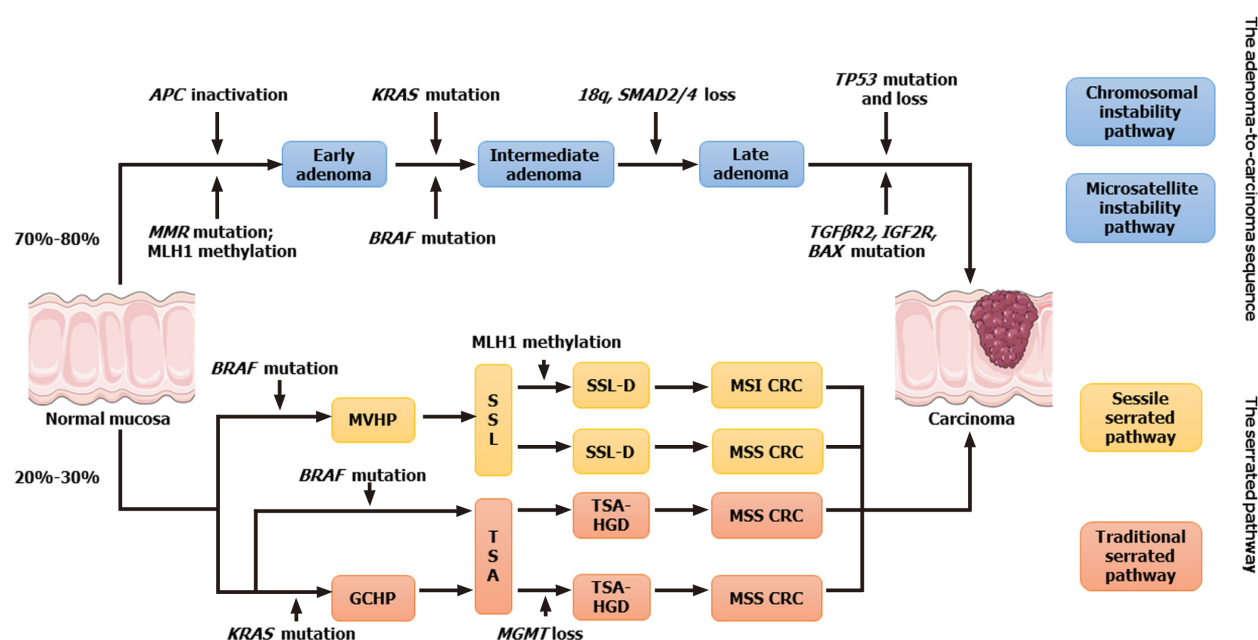 APC inactivation
KRAS mutation
18q, SMAD2/4 loss
TP53 mutation
and loss
Early
adenoma
Intermediate
adenoma
Late
adenoma
MMR mutation;
MLH1 methylation
BRAF mutation
TGFβR2, IGF2R,
BAX mutation
70%-80%
Normal mucosa
20%-30%
Carcinoma
BRAF mutation
MVHP
SSL
MLH1 methylation
SSL-D
MSI CRC
SSL-D
MSS CRC
BRAF mutation
TSA
TSA-
HGD
MSS CRC
KRAS mutation
GCHP
MGMT loss
TSA-
HGD
MSS CRC
Chromosomal
instability
pathway
Microsatellite
instability
pathway
The adenoma-to-carcinoma sequence
Sessile
serrated
pathway
Traditional
serrated
pathway
The serrated pathway